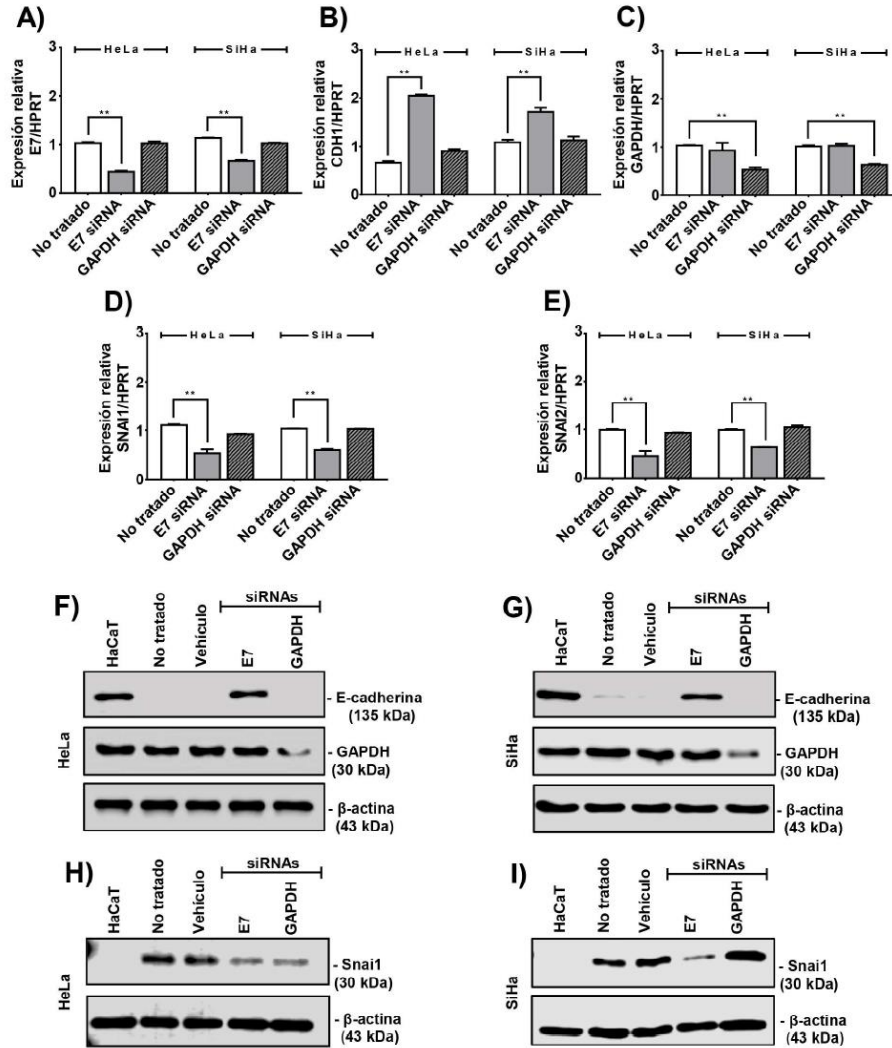 A)
HeLa
SiHa
Expresión relativa
E7/HPRT
3
2
1
0
**
**
No tratado
E7 siRNA
GAPDH siRNA
No tratado
E7 siRNA
GAPDH siRNA
B)
HeLa
SiHa
Expresión relativa
CDH1/HPRT
3
2
1
0
**
**
No tratado
E7 siRNA
GAPDH siRNA
No tratado
E7 siRNA
GAPDH siRNA
C)
HeLa
SiHa
Expresión relativa
GAPDH/HPRT
3
2
1
0
**
**
No tratado
E7 siRNA
GAPDH siRNA
No tratado
E7 siRNA
GAPDH siRNA
D)
HeLa
SiHa
Expresión relativa
SNAI1/HPRT
3
2
1
0
**
**
No tratado
E7 siRNA
GAPDH siRNA
No tratado
E7 siRNA
GAPDH siRNA
E)
HeLa
SiHa
Expresión relativa
SNAI2/HPRT
3
2
1
0
**
**
No tratado
E7 siRNA
GAPDH siRNA
No tratado
E7 siRNA
GAPDH siRNA
F)
siRNAs
HaCaT
No tratado
Vehículo
E7
GAPDH
HeLa
- E-cadherina
(135 kDa)
- GAPDH
(30 kDa)
- β-actina
(43 kDa)
G)
siRNAs
HaCaT
No tratado
Vehículo
E7
GAPDH
SiHa
- E-cadherina
(135 kDa)
- GAPDH
(30 kDa)
- β-actina
(43 kDa)
H)
siRNAs
HaCaT
No tratado
Vehículo
E7
GAPDH
HeLa
- Snai1
(30 kDa)
- β-actina
(43 kDa)
I)
siRNAs
HaCaT
No tratado
Vehículo
E7
GAPDH
SiHa
- Snai1
(30 kDa)
- β-actina
(43 kDa)